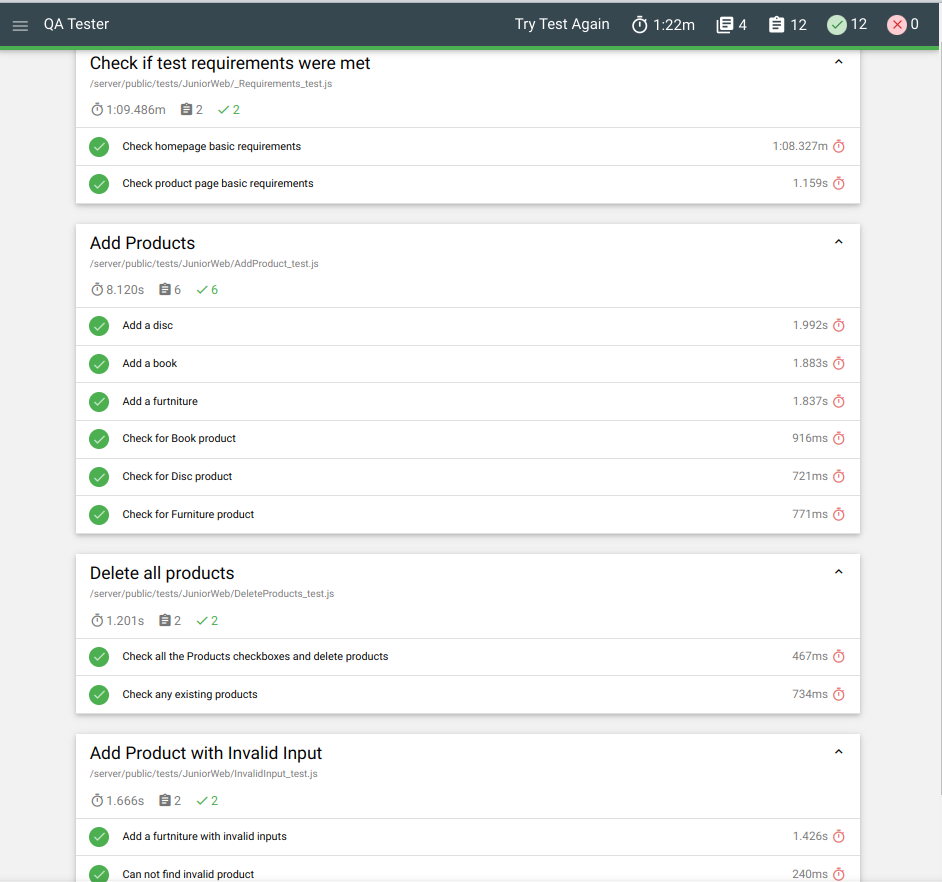 QA Tester
Try Test Again 1:22m 4 12 12 0
Check if test requirements were met
/server/public/tests/JuniorWeb/_Requirements_test.js
1:09.486m 2 2
Check homepage basic requirements 1:08.327m
Check product page basic requirements 1.159s
Add Products
/server/public/tests/JuniorWeb/AddProduct_test.js
8.120s 6 6
Add a disc 1.992s
Add a book 1.883s
Add a furtniture 1.837s
Check for Book product 916ms
Check for Disc product 721ms
Check for Furniture product 771ms
Delete all products
/server/public/tests/JuniorWeb/DeleteProducts_test.js
1.201s 2 2
Check all the Products checkboxes and delete products 467ms
Check any existing products 734ms
Add Product with Invalid Input
/server/public/tests/JuniorWeb/InvalidInput_test.js
1.666s 2 2
Add a furtniture with invalid inputs 1.426s
Can not find invalid product 240ms